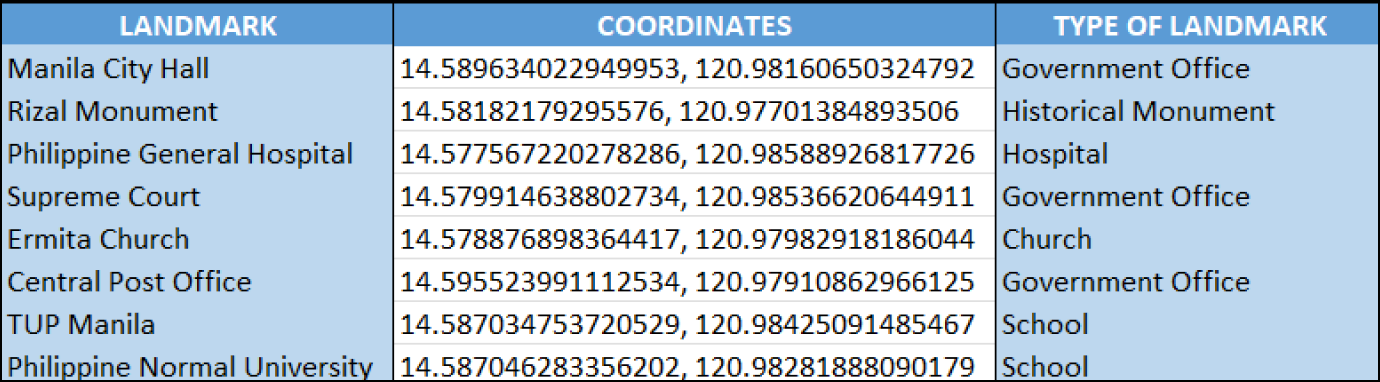 LANDMARK COORDINATES TYPE OF LANDMARK
Manila City Hall 14.589634022949953, 120.98160650324792 Government Office
Rizal Monument 14.58182179295576, 120.97701384893506 Historical Monument
Philippine General Hospital 14.577567220278286, 120.98588926817726 Hospital
Supreme Court 14.579914638802734, 120.98536620644911 Government Office
Ermita Church 14.578876898364417, 120.97982918186044 Church
Central Post Office 14.595523991112534, 120.97910862966125 Government Office
TUP Manila 14.587034753720529, 120.98425091485467 School
Philippine Normal University 14.587046283356202, 120.98281888090179 School